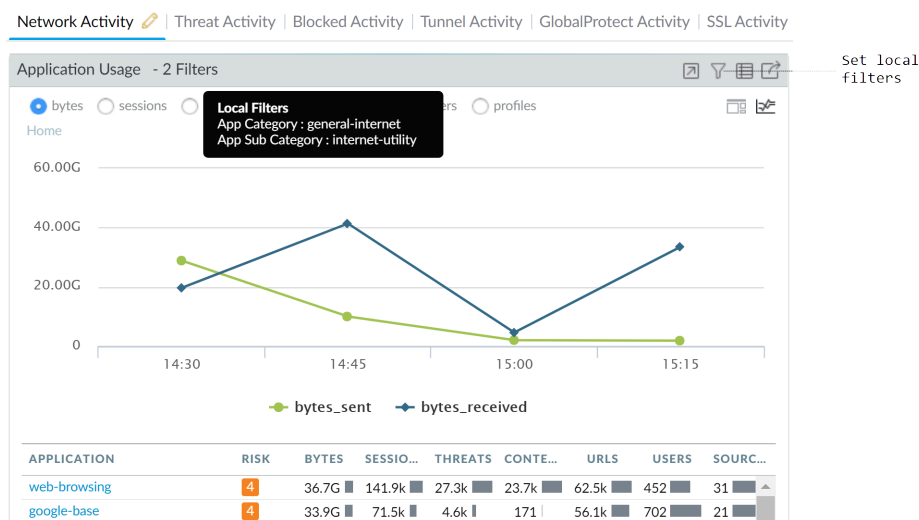 Network Activity Threat Activity Blocked Activity Tunnel Activity GlobalProtect Activity SSL Activity
Application Usage - 2 Filters
Set local
filters
bytes sessions ers profiles
Home
Local Filters
App Category : general-internet
App Sub Category : internet-utility
60.00G
40.00G
20.00G
0
14:30 14:45 15:00 15:15
bytes_sent bytes_received
APPLICATION RISK BYTES SESSIO... THREATS CONTE... URLS USERS SOURC...
web-browsing 4 36.7G 141.9k 27.3k 23.7k 62.5k 452 31
google-base 4 33.9G 71.5k 4.6k 171 56.1k 702 21